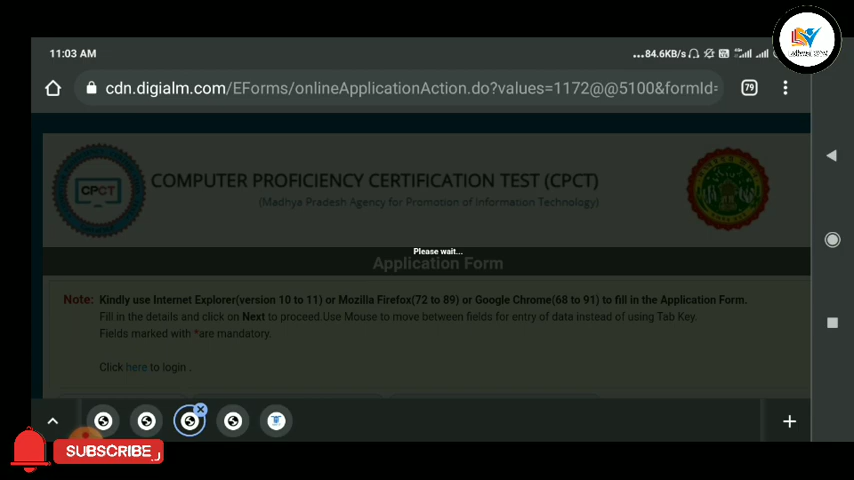 11:03 AM
...84.6KB/s
cdn.digialm.com/EForms/onlineApplicationAction.do?values=1172@@5100&formId=
79
CPCT
COMPUTER PROFICIENCY CERTIFICATION TEST (CPCT)
(Madhya Pradesh Agency for Promotion of Information Technology)
Please wait...
Application Form
Note: Kindly use Internet Explorer(version 10 to 11) or Mozilla Firefox(72 to 89) or Google Chrome(68 to 91) to fill in the Application Form.
Fill in the details and click on Next to proceed.Use Mouse to move between fields for entry of data instead of using Tab Key.
Fields marked with *are mandatory.
Click here to login .
SUBSCRIBE